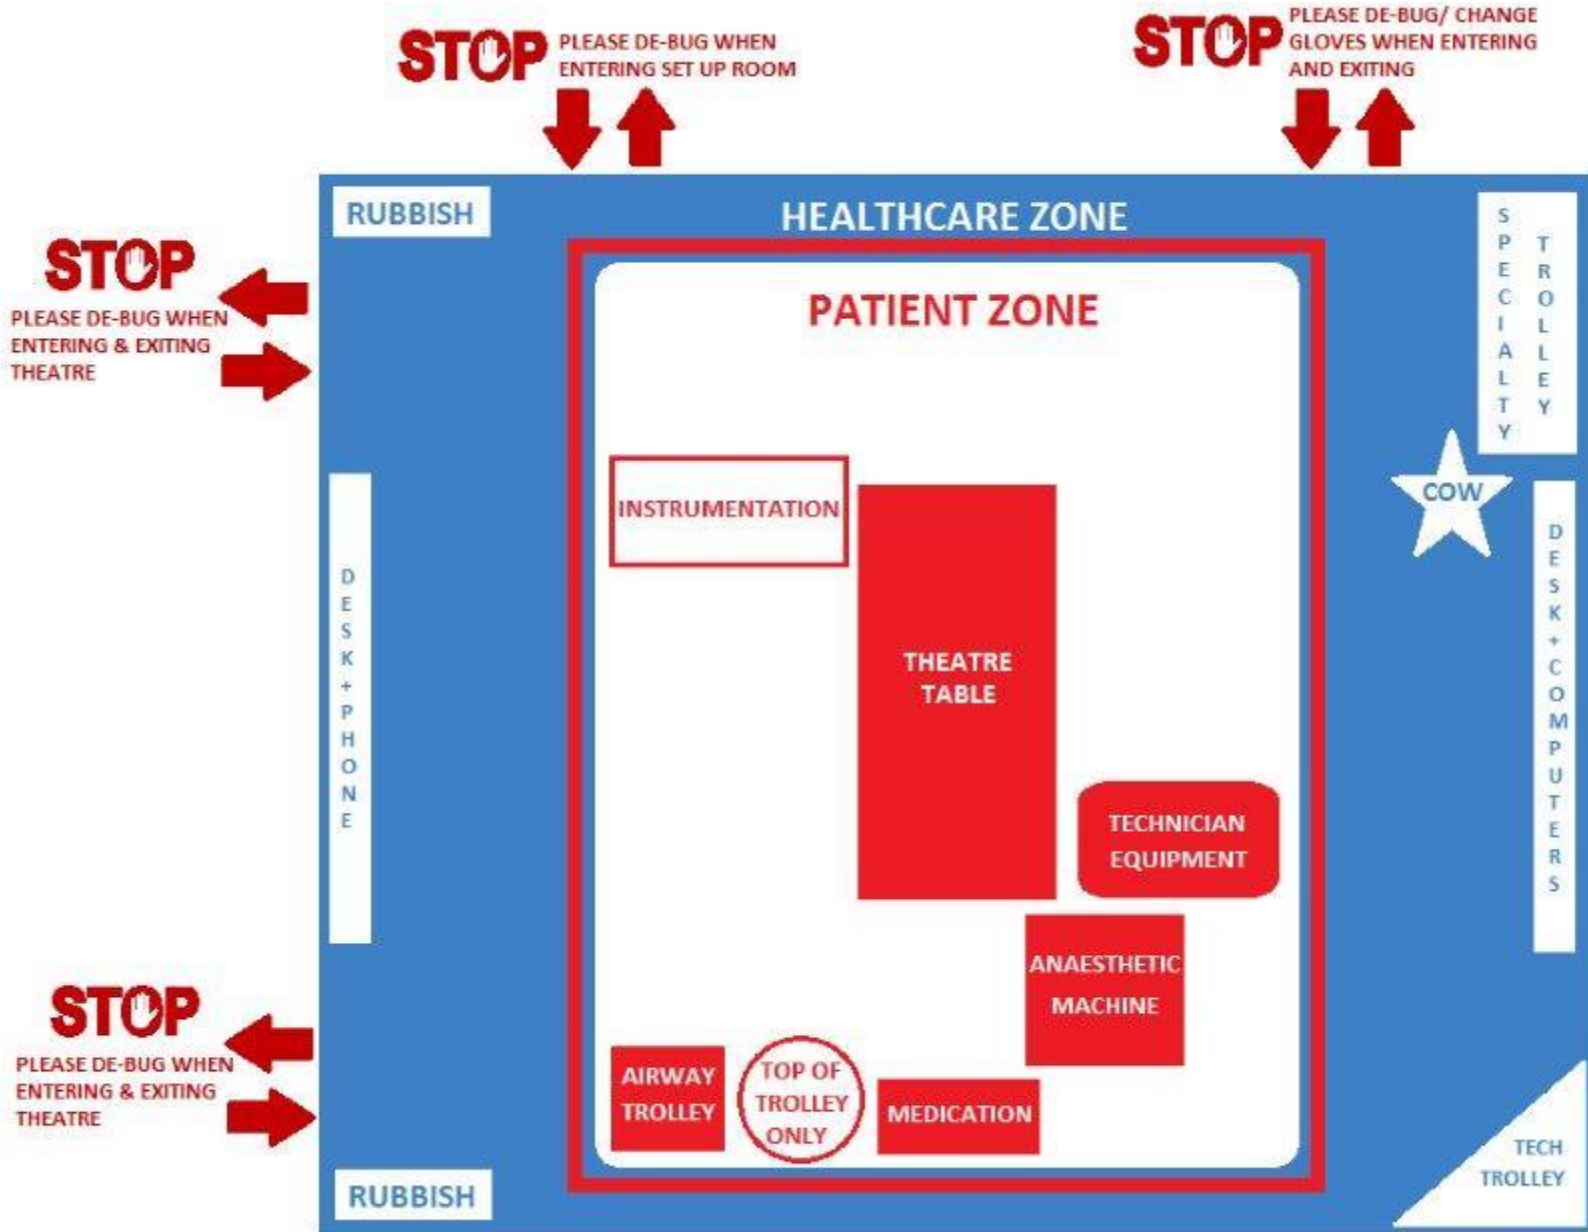 STOP
PLEASE DE-BUG WHEN
ENTERING SET UP ROOM
STOP
PLEASE DE-BUG/ CHANGE
GLOVES WHEN ENTERING
AND EXITING
RUBBISH
HEALTHCARE ZONE
SPECIALTY
TROLLEY
STOP
PLEASE DE-BUG WHEN
ENTERING & EXITING
THEATRE
PATIENT ZONE
INSTRUMENTATION
COW
DESK+PHONE
THEATRE
TABLE
DESK+COMPUTERS
TECHNICIAN
EQUIPMENT
ANAESTHETIC
MACHINE
STOP
PLEASE DE-BUG WHEN
ENTERING & EXITING
THEATRE
AIRWAY
TROLLEY
TOP OF
TROLLEY
ONLY
MEDICATION
TECH
TROLLEY
RUBBISH